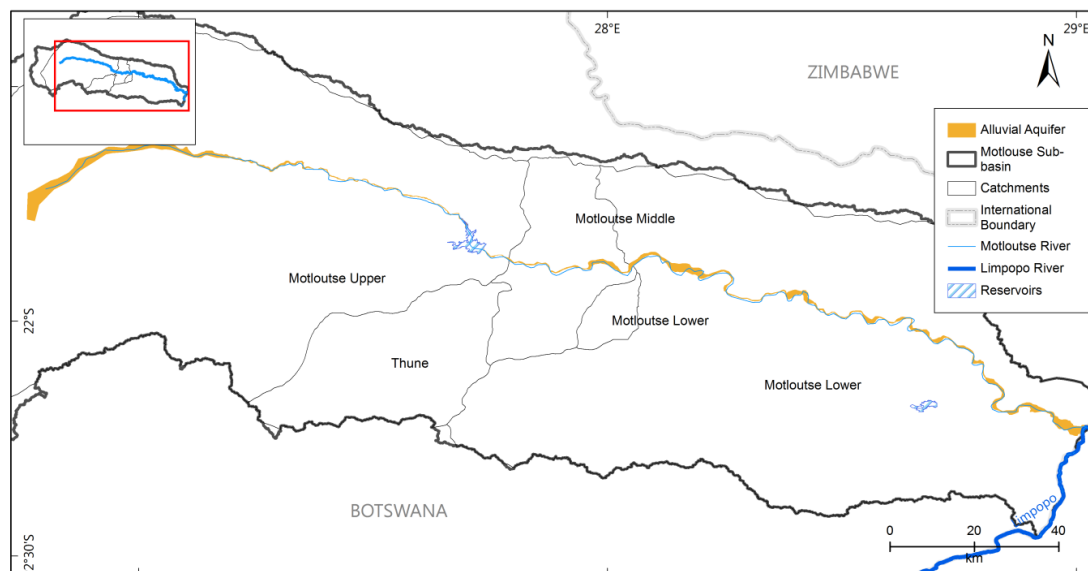 28°E
29°E
N
ZIMBABWE
Alluvial Aquifer
Motlouse Sub-
basin
Catchments
International
Boundary
Motloutse River
Limpopo River
Reservoirs
Motloutse Middle
Motloutse Upper
22°S
Motloutse Lower
Thune
Motloutse Lower
BOTSWANA
impopo
0 20 40
km
2°30'S